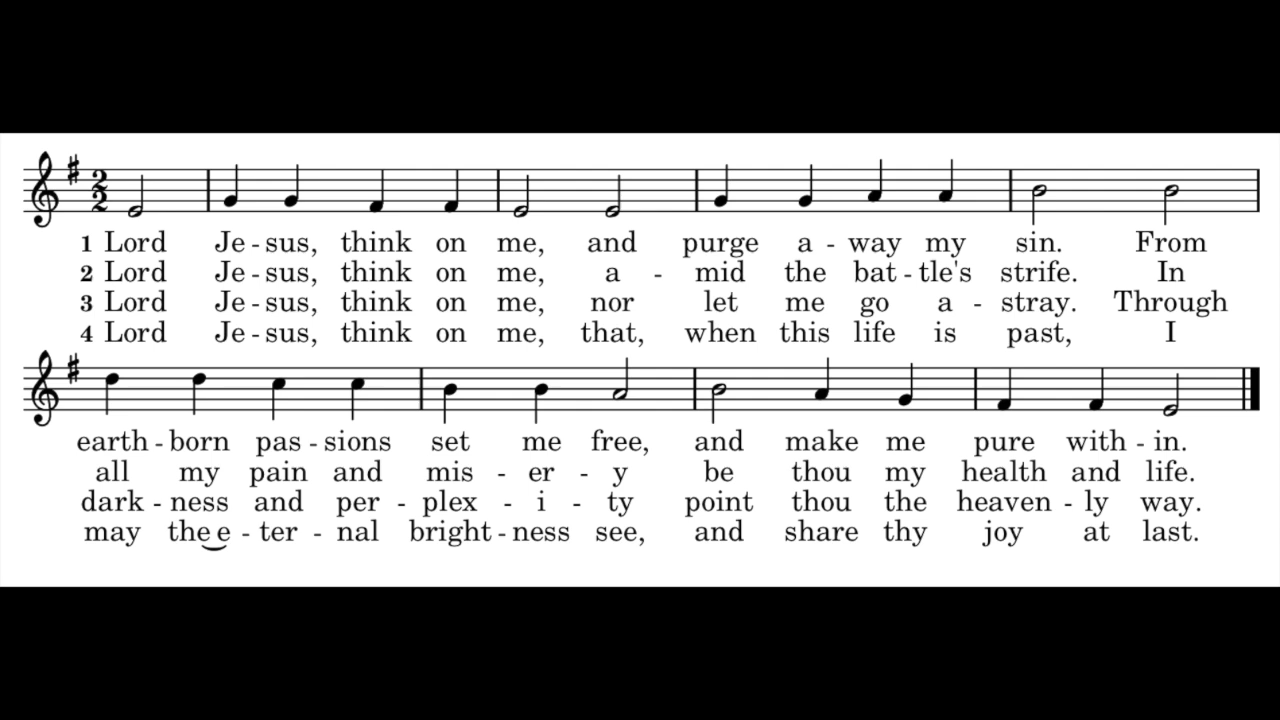 1 Lord Je - sus, think on me, and purge a - way my sin. From
2 Lord Je - sus, think on me, a - mid the bat - tle's strife. In
3 Lord Je - sus, think on me, nor let me go a - stray. Through
4 Lord Je - sus, think on me, that, when this life is past, I
earth - born pas - sions set me free, and make me pure with - in.
all my pain and mis - er - y be thou my health and life.
dark - ness and per - plex - i - ty point thou the heaven - ly way.
may the‿e - ter - nal bright - ness see, and share thy joy at last.